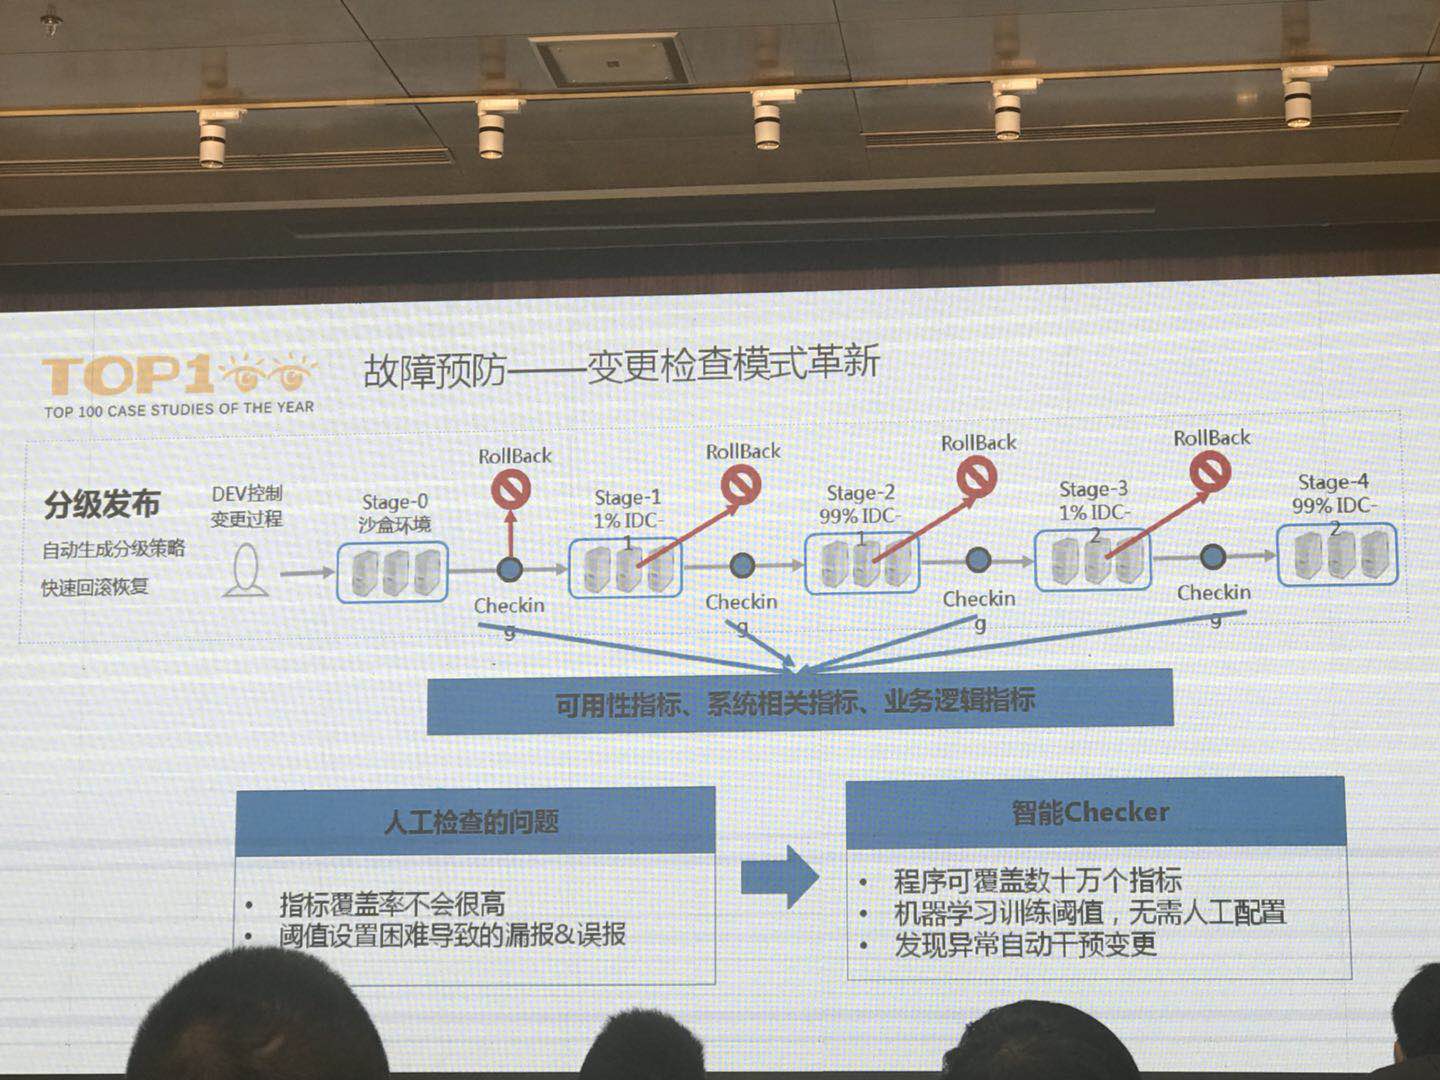 TOP100
TOP 100 CASE STUDIES OF THE YEAR
故障预防——变更检查模式革新
分级发布
自动生成分级策略
快速回滚恢复
DEV控制
变更过程
Stage-0
沙盒环境
RollBack
Checkin
g
Stage-1
1% IDC-
1
RollBack
Checkin
g
Stage-2
99% IDC-
1
RollBack
Checkin
g
Stage-3
1% IDC-
2
RollBack
Checkin
g
Stage-4
99% IDC-
2
可用性指标、系统相关指标、业务逻辑指标
人工检查的问题
• 指标覆盖率不会很高
• 阈值设置困难导致的漏报&误报
智能Checker
• 程序可覆盖数十万个指标
• 机器学习训练阈值，无需人工配置
• 发现异常自动干预变更